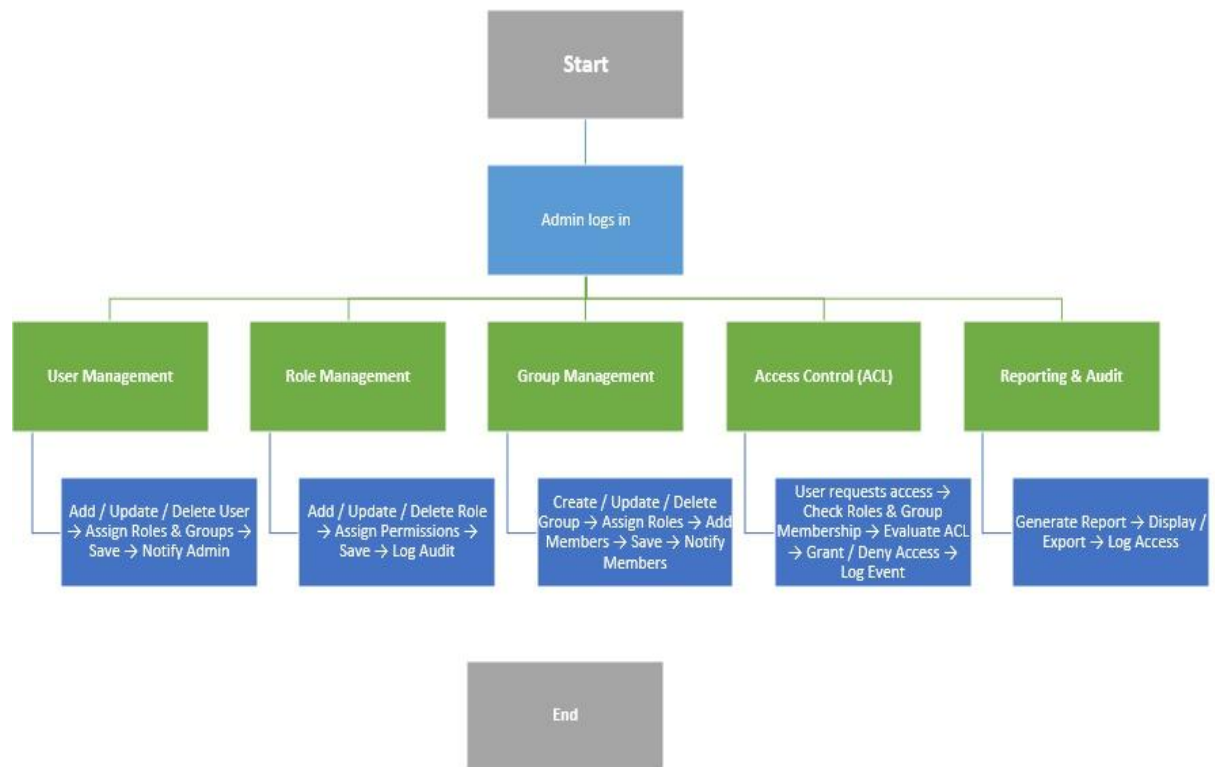 Start
Admin logs in
User Management
Role Management
Group Management
Access Control (ACL)
Reporting & Audit
Add / Update / Delete User
→ Assign Roles & Groups →
Save → Notify Admin
Add / Update / Delete Role
→ Assign Permissions →
Save → Log Audit
Create / Update / Delete
Group → Assign Roles → Add
Members → Save → Notify
Members
User requests access →
Check Roles & Group
Membership → Evaluate ACL
→ Grant / Deny Access →
Log Event
Generate Report → Display /
Export → Log Access
End